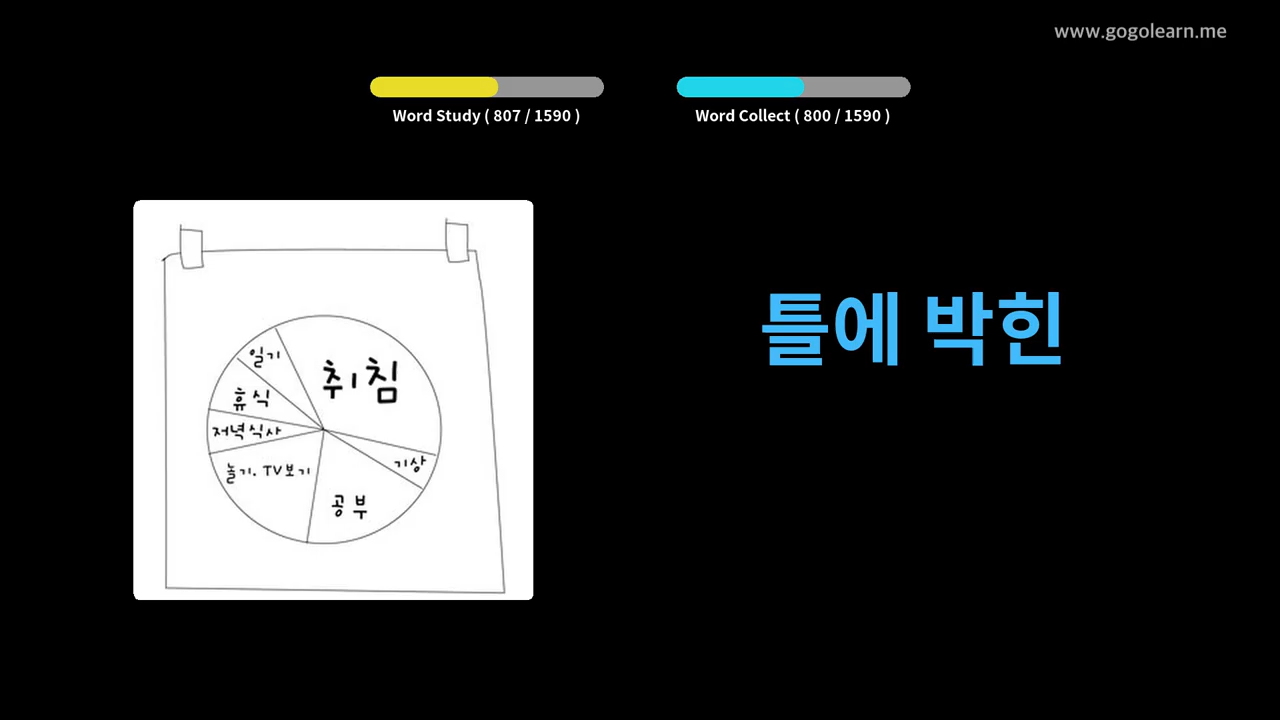 www.gogolearn.me
Word Study ( 807 / 1590 )
Word Collect ( 800 / 1590 )
틀에 박힌
일기
취침
휴식
저녁식사
기상
놀기. TV보기
공부